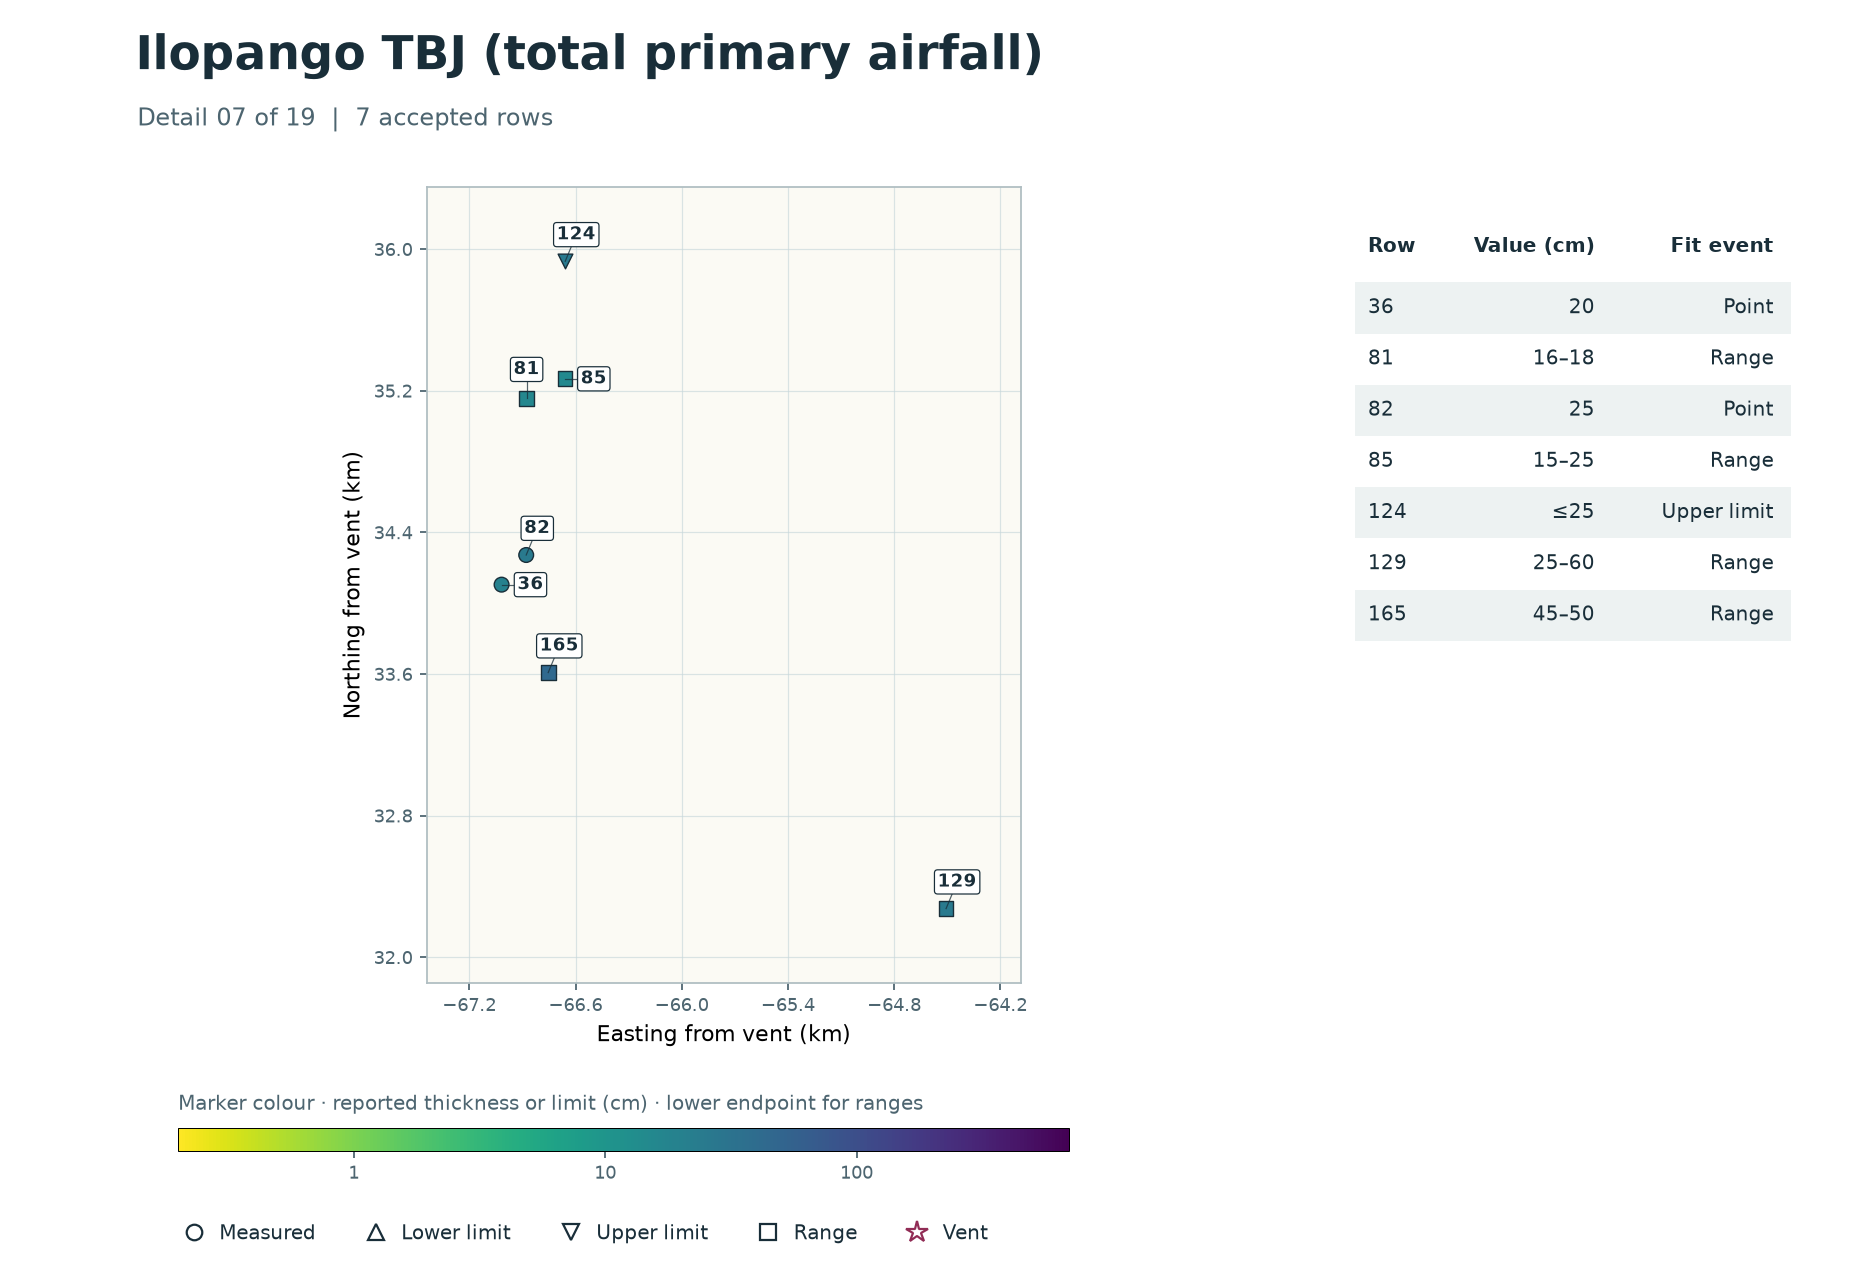 Ilopango TBJ (total primary airfall)
Detail 07 of 19 | 7 accepted rows
Northing from vent (km)
36.0
35.2
34.4
33.6
32.8
32.0
124
81
85
82
36
165
129
−67.2 −66.6 −66.0 −65.4 −64.8 −64.2
Easting from vent (km)
Row Value (cm) Fit event
36 20 Point
81 16–18 Range
82 25 Point
85 15–25 Range
124 ≤25 Upper limit
129 25–60 Range
165 45–50 Range
Marker colour · reported thickness or limit (cm) · lower endpoint for ranges
1 10 100
Measured Lower limit Upper limit Range Vent